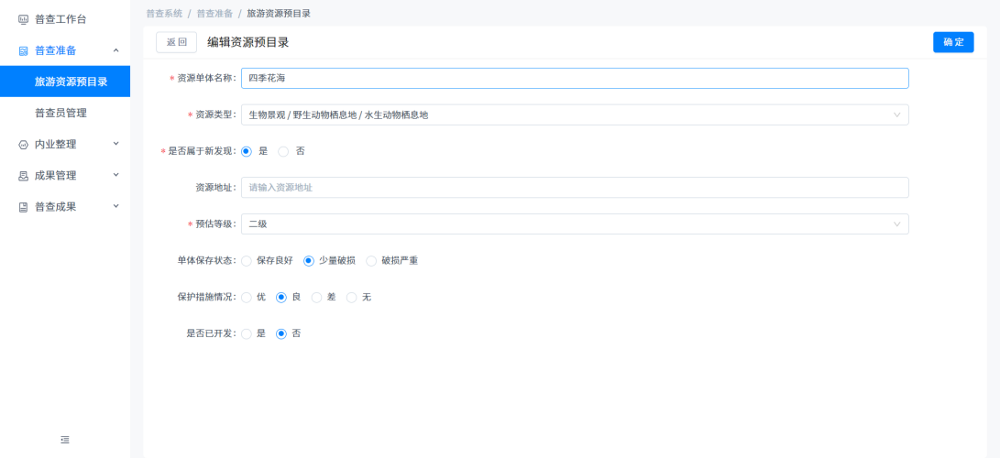 普查工作台
普查准备
旅游资源预目录
普查员管理
内业整理
成果管理
普查成果
普查系统 / 普查准备 / 旅游资源预目录
返 回 编辑资源预目录 确 定
* 资源单体名称: 四季花海
* 资源类型: 生物景观 / 野生动物栖息地 / 水生动物栖息地
* 是否属于新发现: 是 否
资源地址: 请输入资源地址
* 预估等级: 二级
单体保存状态: 保存良好 少量破损 破损严重
保护措施情况: 优 良 差 无
是否已开发: 是 否